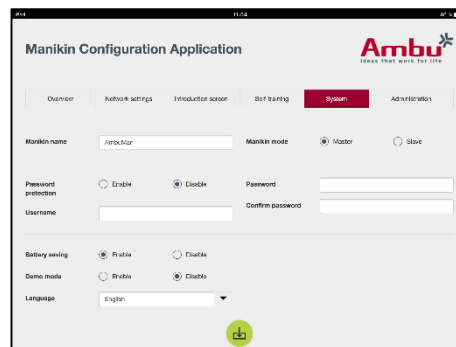 iPad 11:54
Manikin Configuration Application
Ambu
Ideas that work for life
Overview Network settings Introduction screen Self-training System Administration
Manikin name AmbuMan Manikin mode Master Slave
Password protection Enable Disable Password
Username Confirm password
Battery saving Enable Disable
Demo mode Enable Disable
Language English